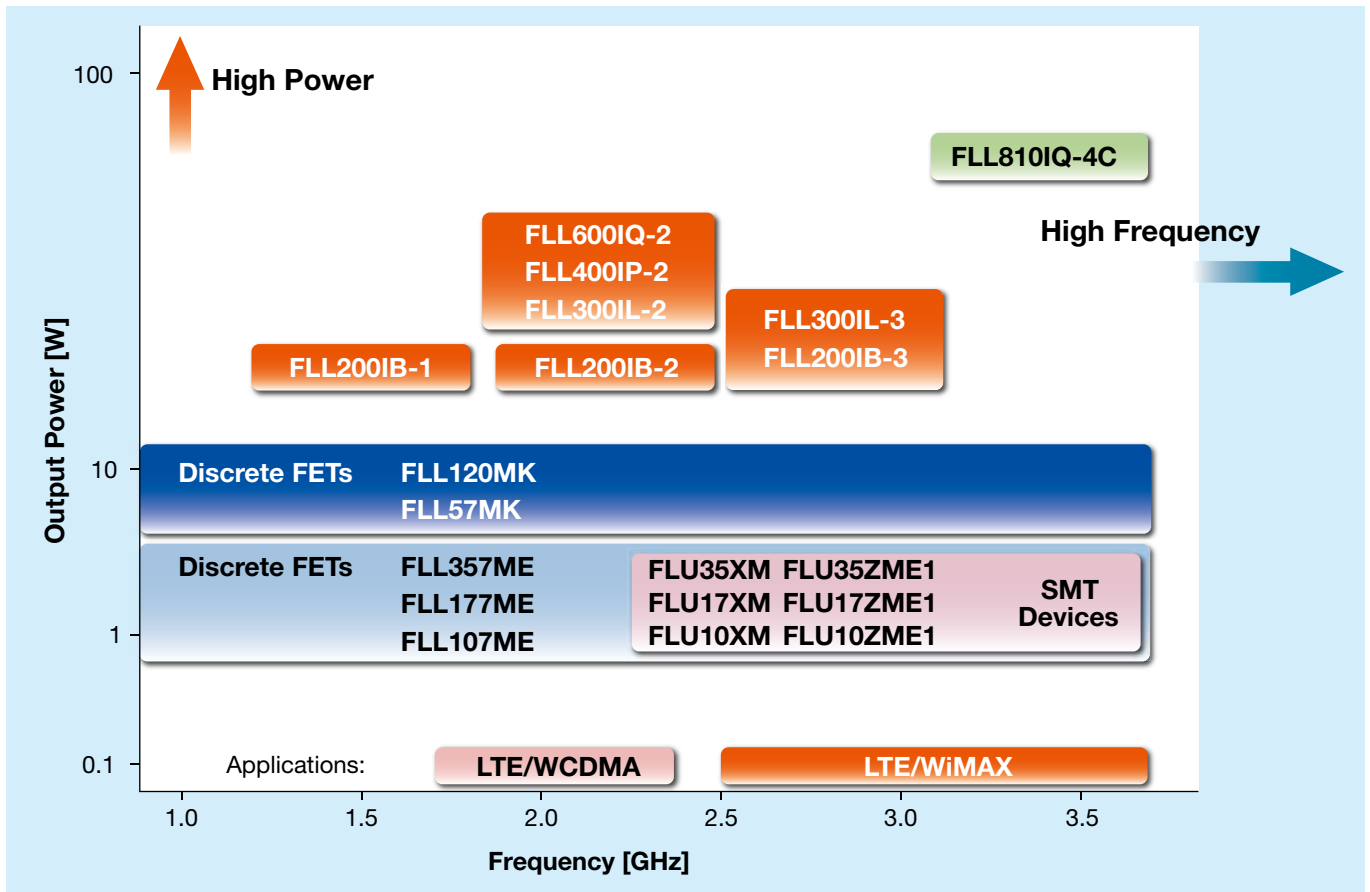 100
High Power
FLL810IQ-4C
High Frequency
FLL600IQ-2
FLL400IP-2
FLL300IL-2
FLL300IL-3
FLL200IB-3
FLL200IB-1
FLL200IB-2
Output Power [W]
10
Discrete FETs FLL120MK
FLL57MK
Discrete FETs FLL357ME
FLL177ME
FLL107ME
FLU35XM FLU35ZME1
FLU17XM FLU17ZME1
FLU10XM FLU10ZME1
SMT
Devices
1
0.1
Applications: LTE/WCDMA LTE/WiMAX
1.0 1.5 2.0 2.5 3.0 3.5
Frequency [GHz]